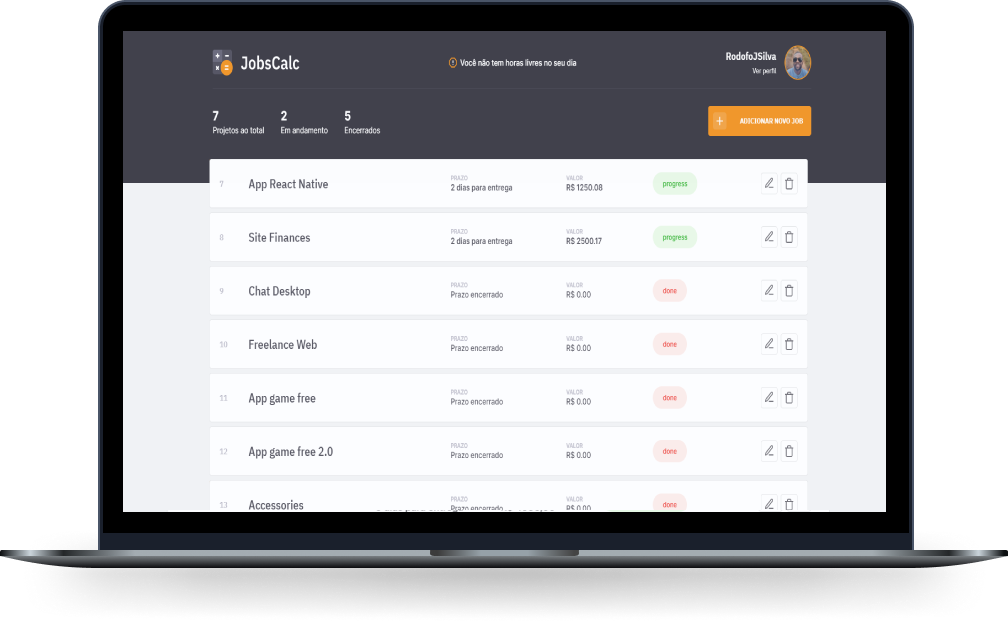 JobsCalc
Você não tem horas livres no seu dia
RodofoJSilva
Ver perfil
7
Projetos ao total
2
Em andamento
5
Encerrados
ADICIONAR NOVO JOB
7
App React Native
PRAZO
2 dias para entrega
VALOR
R$ 1250.08
progress
8
Site Finances
PRAZO
2 dias para entrega
VALOR
R$ 2500.17
progress
9
Chat Desktop
PRAZO
Prazo encerrado
VALOR
R$ 0.00
done
10
Freelance Web
PRAZO
Prazo encerrado
VALOR
R$ 0.00
done
11
App game free
PRAZO
Prazo encerrado
VALOR
R$ 0.00
done
12
App game free 2.0
PRAZO
Prazo encerrado
VALOR
R$ 0.00
done
13
Accessories
PRAZO
Prazo encerrado
VALOR
R$ 0.00
done